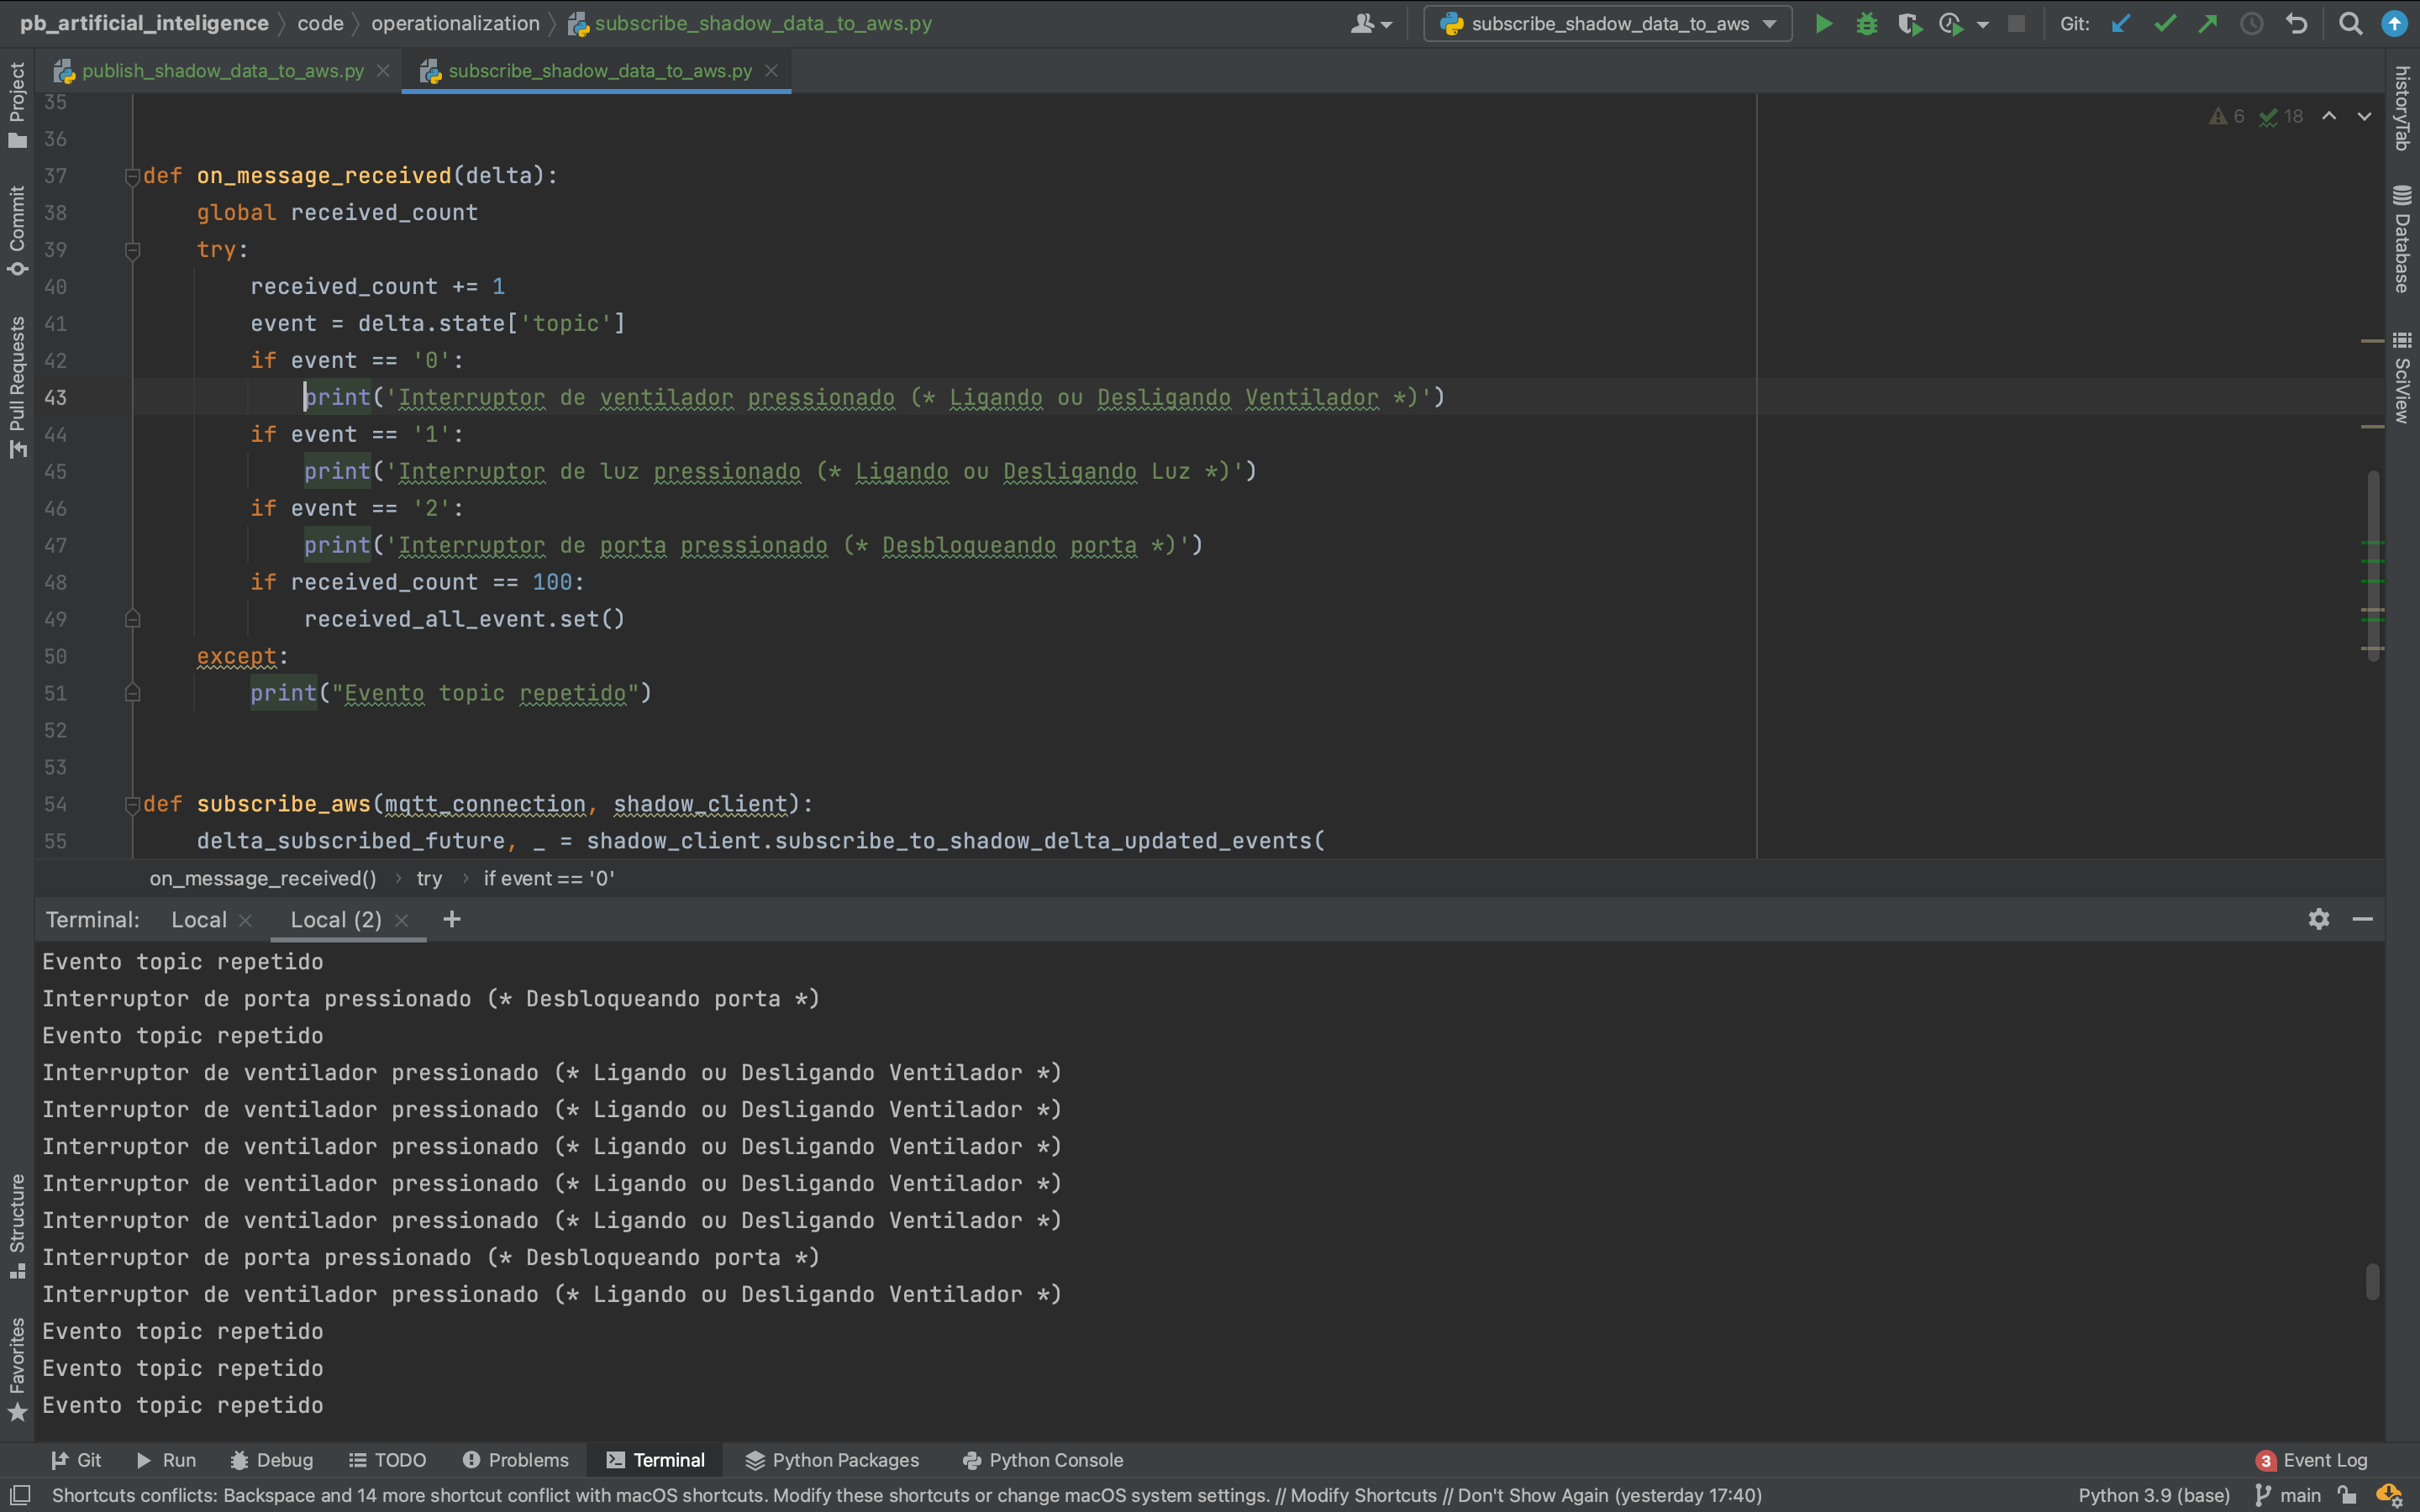 pb_artificial_inteligence code operationalization subscribe_shadow_data_to_aws.py subscribe_shadow_data_to_aws Git:
publish_shadow_data_to_aws.py subscribe_shadow_data_to_aws.py
Project
Commit
Pull Requests
Structure
Favorites
historyTab
Database
SciView
6 18
35
36
37 def on_message_received(delta):
38 global received_count
39 try:
40 received_count += 1
41 event = delta.state['topic']
42 if event == '0':
43 print('Interruptor de ventilador pressionado (* Ligando ou Desligando Ventilador *)')
44 if event == '1':
45 print('Interruptor de luz pressionado (* Ligando ou Desligando Luz *)')
46 if event == '2':
47 print('Interruptor de porta pressionado (* Desbloqueando porta *)')
48 if received_count == 100:
49 received_all_event.set()
50 except:
51 print("Evento topic repetido")
52
53
54 def subscribe_aws(mqtt_connection, shadow_client):
55 delta_subscribed_future, _ = shadow_client.subscribe_to_shadow_delta_updated_events(
on_message_received() try if event == '0'
Terminal: Local Local (2)
Evento topic repetido
Interruptor de porta pressionado (* Desbloqueando porta *)
Evento topic repetido
Interruptor de ventilador pressionado (* Ligando ou Desligando Ventilador *)
Interruptor de ventilador pressionado (* Ligando ou Desligando Ventilador *)
Interruptor de ventilador pressionado (* Ligando ou Desligando Ventilador *)
Interruptor de ventilador pressionado (* Ligando ou Desligando Ventilador *)
Interruptor de ventilador pressionado (* Ligando ou Desligando Ventilador *)
Interruptor de porta pressionado (* Desbloqueando porta *)
Interruptor de ventilador pressionado (* Ligando ou Desligando Ventilador *)
Evento topic repetido
Evento topic repetido
Evento topic repetido
Git Run Debug TODO Problems Terminal Python Packages Python Console 3 Event Log
Shortcuts conflicts: Backspace and 14 more shortcut conflict with macOS shortcuts. Modify these shortcuts or change macOS system settings. // Modify Shortcuts // Don't Show Again (yesterday 17:40) Python 3.9 (base) main